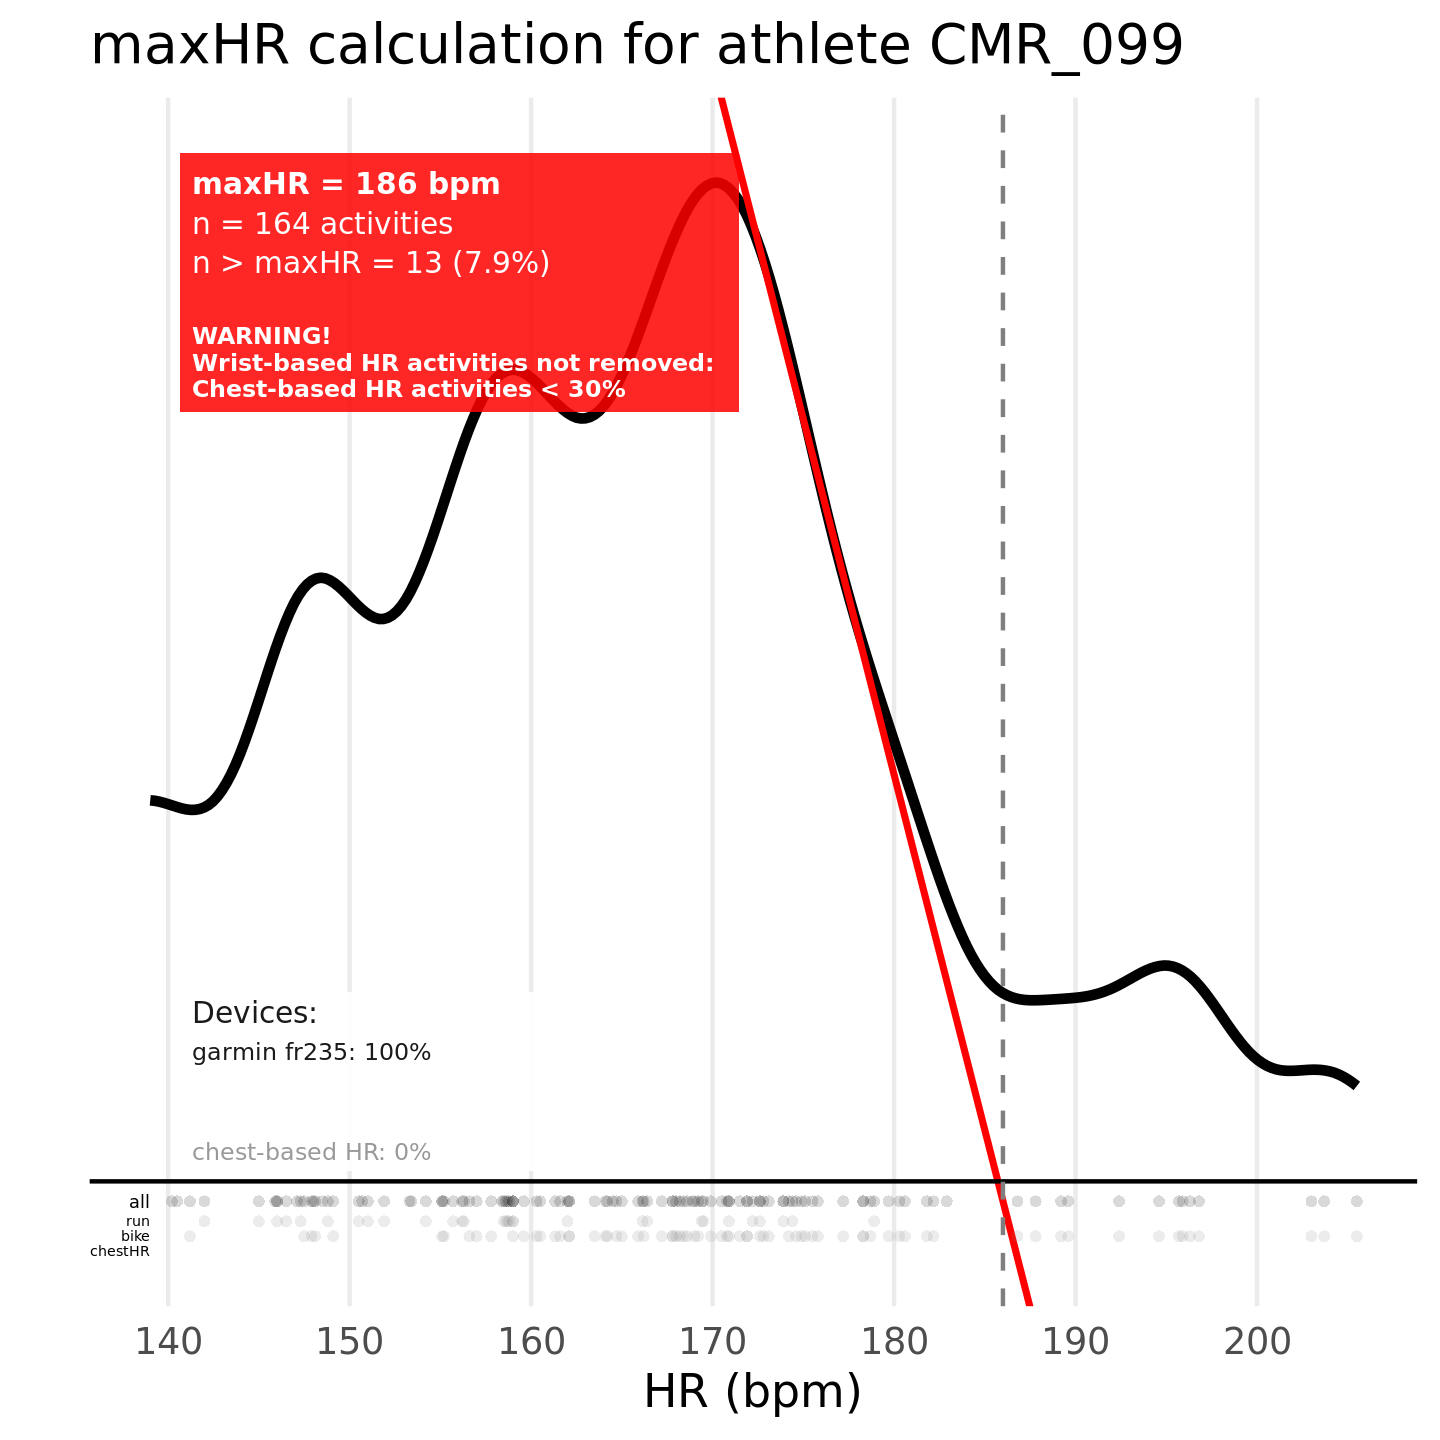 maxHR calculation for athlete CMR_099
maxHR = 186 bpm
n = 164 activities
n > maxHR = 13 (7.9%)
WARNING!
Wrist-based HR activities not removed:
Chest-based HR activities < 30%
Devices:
garmin fr235: 100%
chest-based HR: 0%
all
run
bike
chestHR
140 150 160 170 180 190 200
HR (bpm)